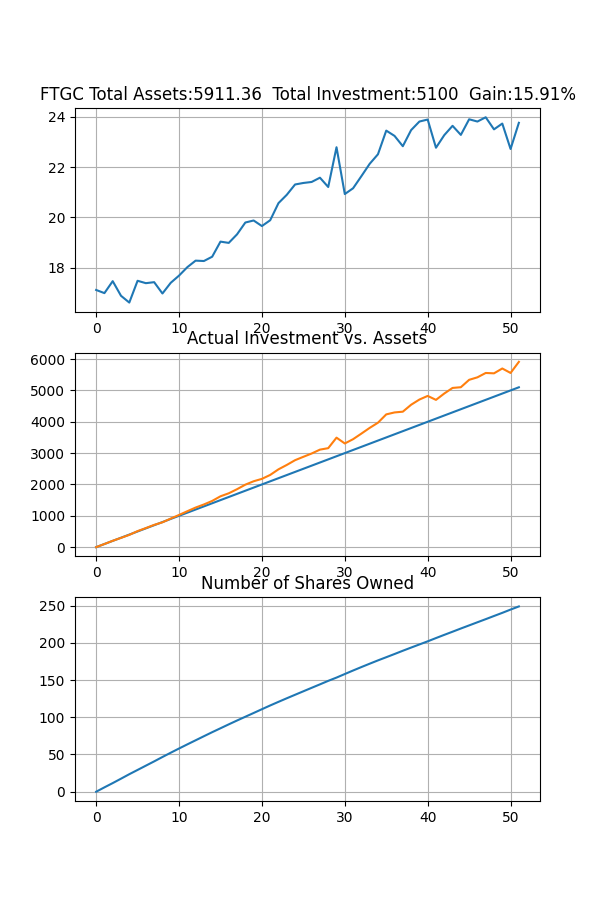 FTGC Total Assets:5911.36  Total Investment:5100  Gain:15.91%
24
22
20
18
0 10 20 30 40 50
Actual Investment vs. Assets
6000
5000
4000
3000
2000
1000
0
0 10 20 30 40 50
Number of Shares Owned
250
200
150
100
50
0
0 10 20 30 40 50